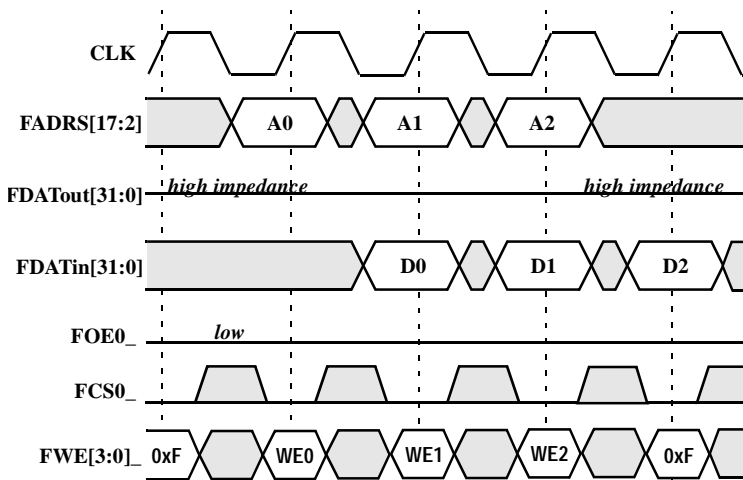 CLK
FADRS[17:2] A0 A1 A2
FDATout[31:0] high impedance high impedance
FDATin[31:0] D0 D1 D2
FOE0_ low
FCS0_
FWE[3:0]_ 0xF WE0 WE1 WE2 0xF